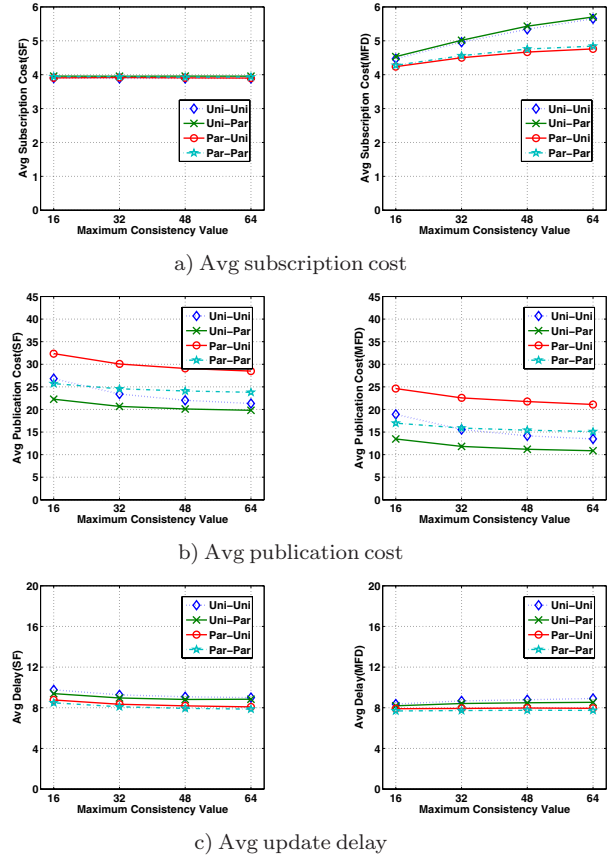 Avg Subscription Cost(SF)
6
5
4
3
2
1
0
16 32 48 64
Maximum Consistency Value
Uni−Uni
Uni−Par
Par−Uni
Par−Par
Avg Subscription Cost(MFD)
6
5
4
3
2
1
0
16 32 48 64
Maximum Consistency Value
Uni−Uni
Uni−Par
Par−Uni
Par−Par
a) Avg subscription cost
Avg Publication Cost(SF)
45
40
35
30
25
20
15
10
5
0
16 32 48 64
Maximum Consistency Value
Uni−Uni
Uni−Par
Par−Uni
Par−Par
Avg Publication Cost(MFD)
45
40
35
30
25
20
15
10
5
0
16 32 48 64
Maximum Consistency Value
Uni−Uni
Uni−Par
Par−Uni
Par−Par
b) Avg publication cost
Avg Delay(SF)
20
16
12
8
4
0
16 32 48 64
Maximum Consistency Value
Uni−Uni
Uni−Par
Par−Uni
Par−Par
Avg Delay(MFD)
20
16
12
8
4
0
16 32 48 64
Maximum Consistency Value
Uni−Uni
Uni−Par
Par−Uni
Par−Par
c) Avg update delay